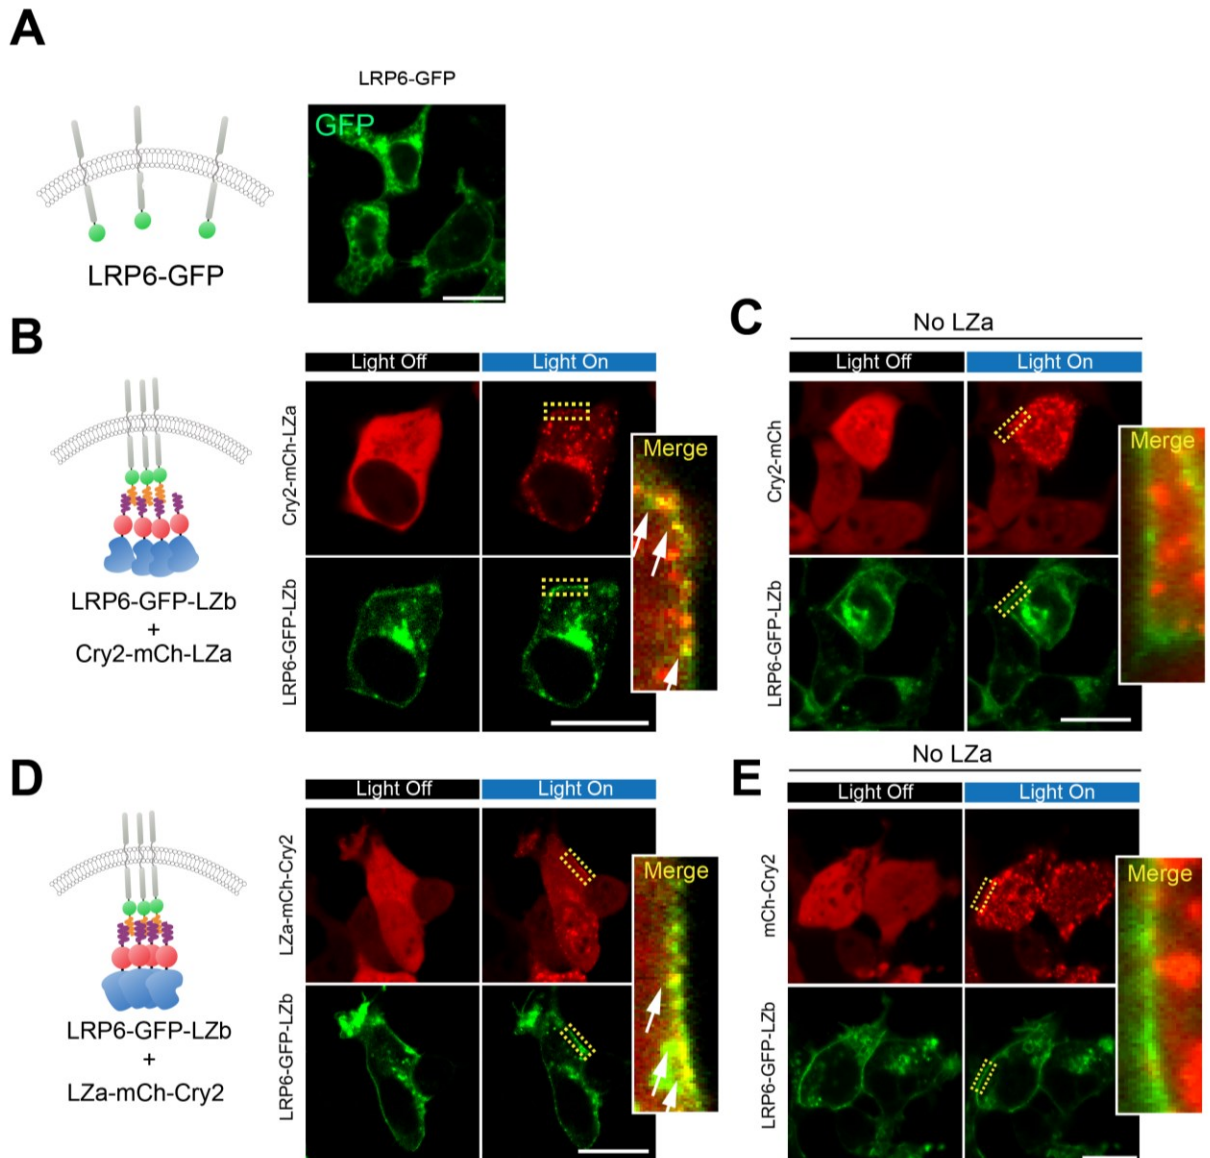 A
LRP6-GFP
GFP
LRP6-GFP
B
Light Off
Light On
Cry2-mCh-LZa
LRP6-GFP-LZb
Merge
LRP6-GFP-LZb
+
Cry2-mCh-LZa
C
No LZa
Light Off
Light On
Cry2-mCh
LRP6-GFP-LZb
Merge
D
Light Off
Light On
LZa-mCh-Cry2
LRP6-GFP-LZb
Merge
LRP6-GFP-LZb
+
LZa-mCh-Cry2
E
No LZa
Light Off
Light On
mCh-Cry2
LRP6-GFP-LZb
Merge